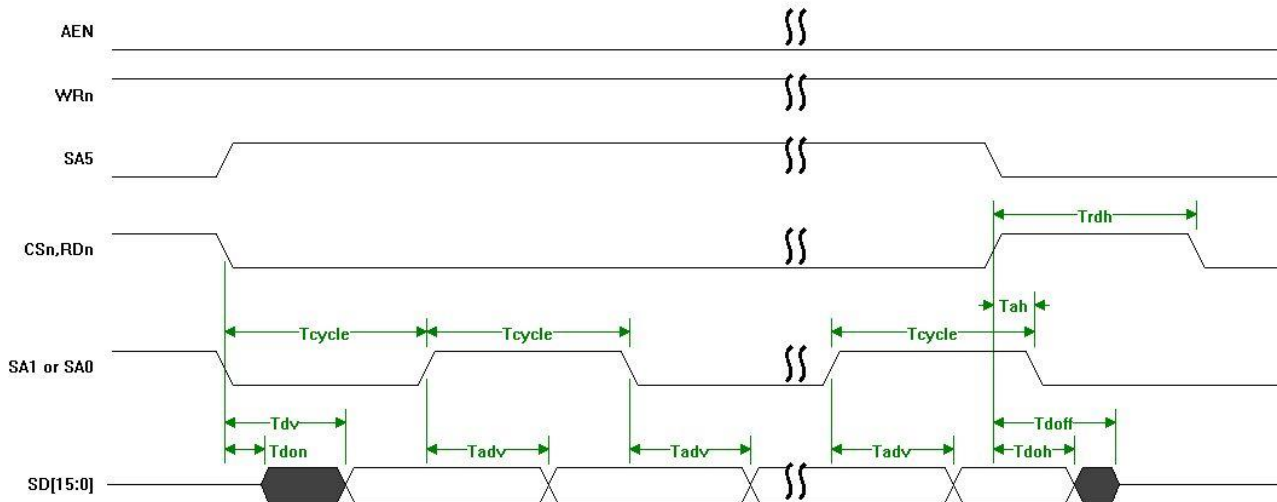 AEN
WRn
SA5
Trdh
CSn,RDn
Tah
Tcycle Tcycle Tcycle
SA1 or SA0
Tdv Tdoff
Tdon Tadv Tadv Tadv Tdoh
SD[15:0]